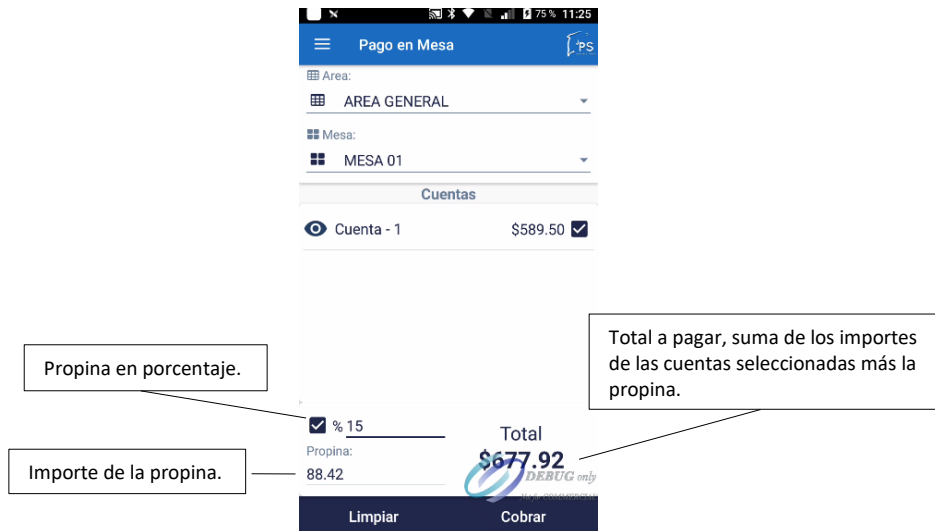 75 % 11:25
Pago en Mesa
PS
Area:
AREA GENERAL
Mesa:
MESA 01
Cuentas
Cuenta - 1 $589.50
Total a pagar, suma de los importes
de las cuentas seleccionadas más la
propina.
Propina en porcentaje.
% 15
Total
Propina:
$677.92
Importe de la propina.
88.42
DEBUG only
Limpiar Cobrar